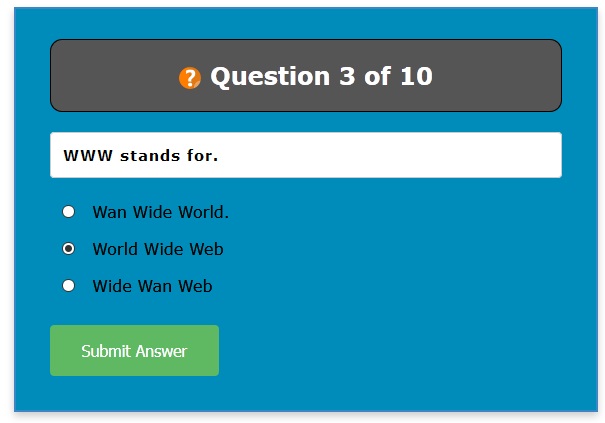 ? Question 3 of 10
WWW stands for.
Wan Wide World.
World Wide Web
Wide Wan Web
Submit Answer